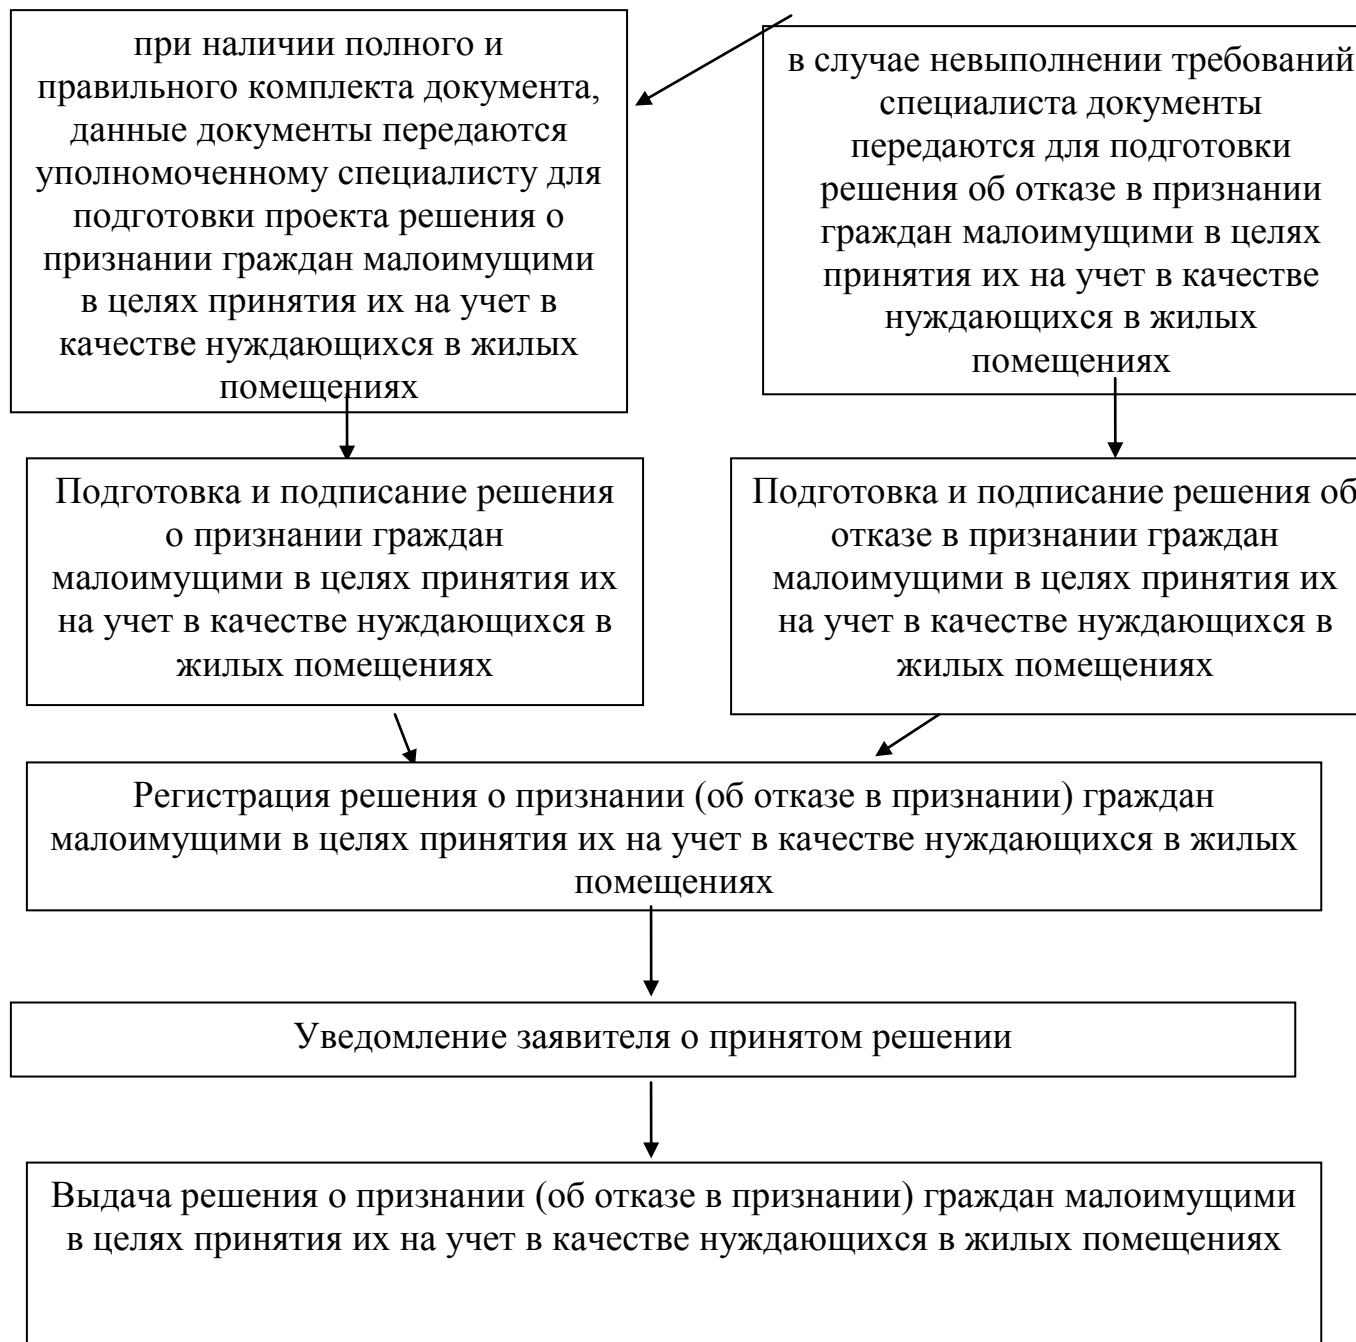 при наличии полного и
правильного комплекта документа,
данные документы передаются
уполномоченному специалисту для
подготовки проекта решения о
признании граждан малоимущими
в целях принятия их на учет в
качестве нуждающихся в жилых
помещениях
в случае невыполнении требований
специалиста документы
передаются для подготовки
решения об отказе в признании
граждан малоимущими в целях
принятия их на учет в качестве
нуждающихся в жилых
помещениях
Подготовка и подписание решения
о признании граждан
малоимущими в целях принятия их
на учет в качестве нуждающихся в
жилых помещениях
Подготовка и подписание решения об
отказе в признании граждан
малоимущими в целях принятия их
на учет в качестве нуждающихся в
жилых помещениях
Регистрация решения о признании (об отказе в признании) граждан
малоимущими в целях принятия их на учет в качестве нуждающихся в жилых
помещениях
Уведомление заявителя о принятом решении
Выдача решения о признании (об отказе в признании) граждан малоимущими
в целях принятия их на учет в качестве нуждающихся в жилых помещениях